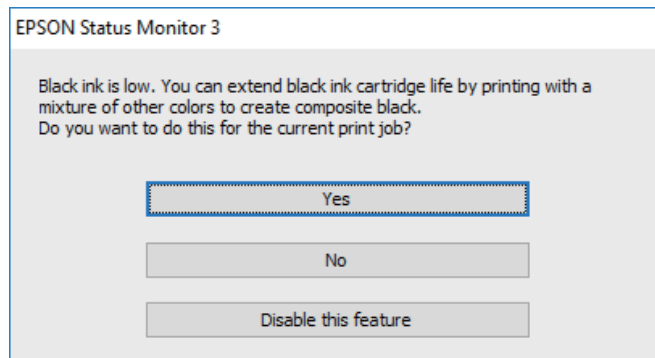 EPSON Status Monitor 3
Black ink is low. You can extend black ink cartridge life by printing with a
mixture of other colors to create composite black.
Do you want to do this for the current print job?
Yes
No
Disable this feature